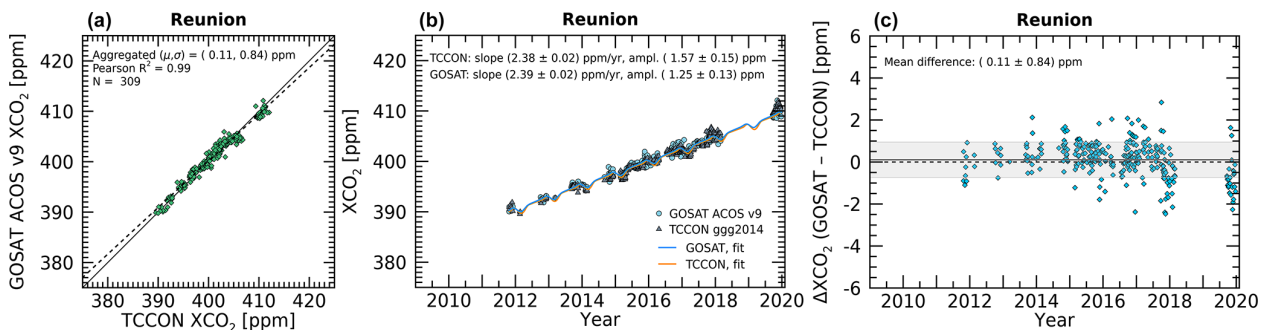 (a)
Reunion
Aggregated (μ,σ) = ( 0.11, 0.84) ppm
Pearson R² = 0.99
N = 309
GOSAT ACOS v9 XCO₂ [ppm]
420
410
400
390
380
380 390 400 410 420
TCCON XCO₂ [ppm]
(b)
Reunion
TCCON: slope (2.38 ± 0.02) ppm/yr, ampl. ( 1.57 ± 0.15) ppm
GOSAT: slope (2.39 ± 0.02) ppm/yr, ampl. ( 1.25 ± 0.13) ppm
XCO₂ [ppm]
420
410
400
390
380
GOSAT ACOS v9
TCCON ggg2014
GOSAT, fit
TCCON, fit
2010 2012 2014 2016 2018 2020
Year
(c)
Reunion
Mean difference: ( 0.11 ± 0.84) ppm
ΔXCO₂ (GOSAT − TCCON) [ppm]
6
4
2
0
-2
-4
-6
2010 2012 2014 2016 2018 2020
Year